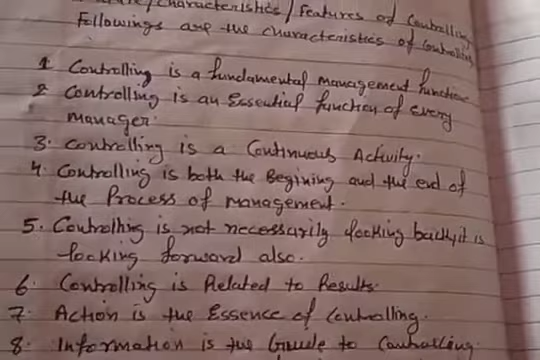 /Characteristics/Features of Controlling
Followings are the characteristics of Controlling
1 Controlling is a fundamental management function
2 Controlling is an Essential function of Every
manager.
3. Controlling is a Continuous Activity.
4. Controlling is both the Begining and the end of
the Process of management.
5. Controlling is not necessarily looking back, it is
looking forward also.
6. Controlling is Related to Results.
7. Action is the Essence of Controlling.
8. Information is the Guide to Controlling.